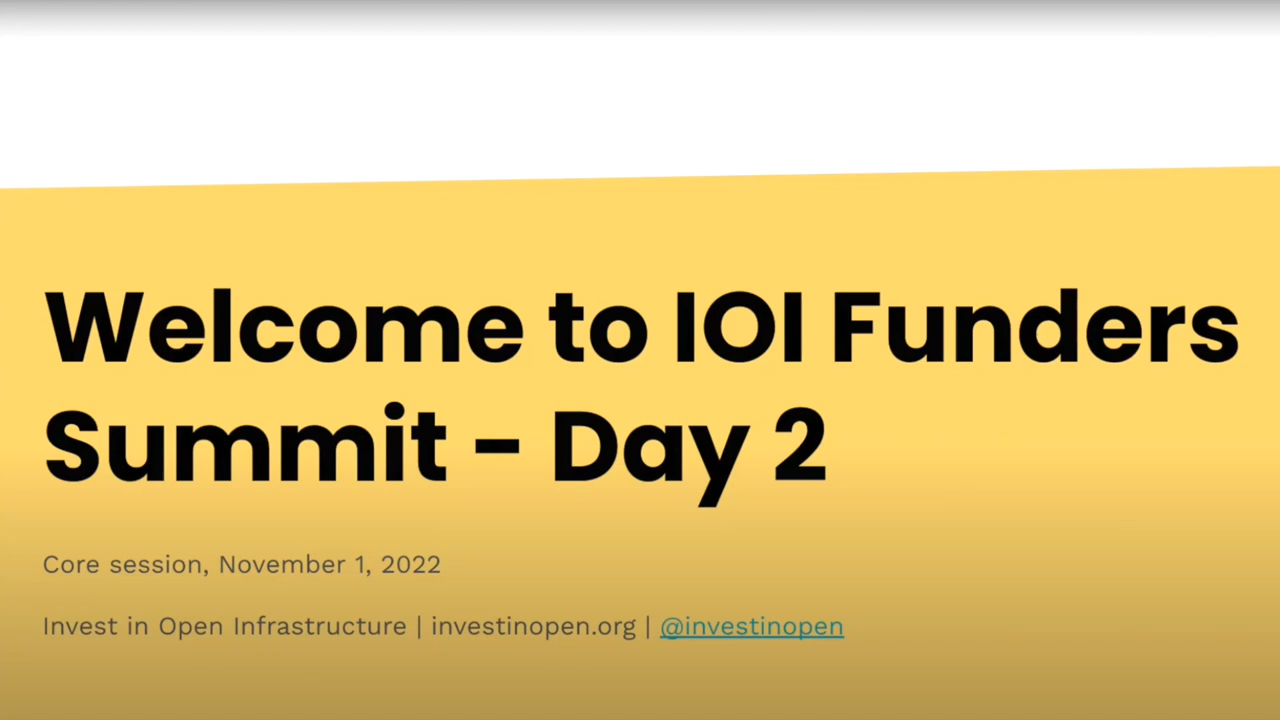 Welcome to IOI Funders
Summit - Day 2
Core session, November 1, 2022
Invest in Open Infrastructure | investinopen.org | @investinopen